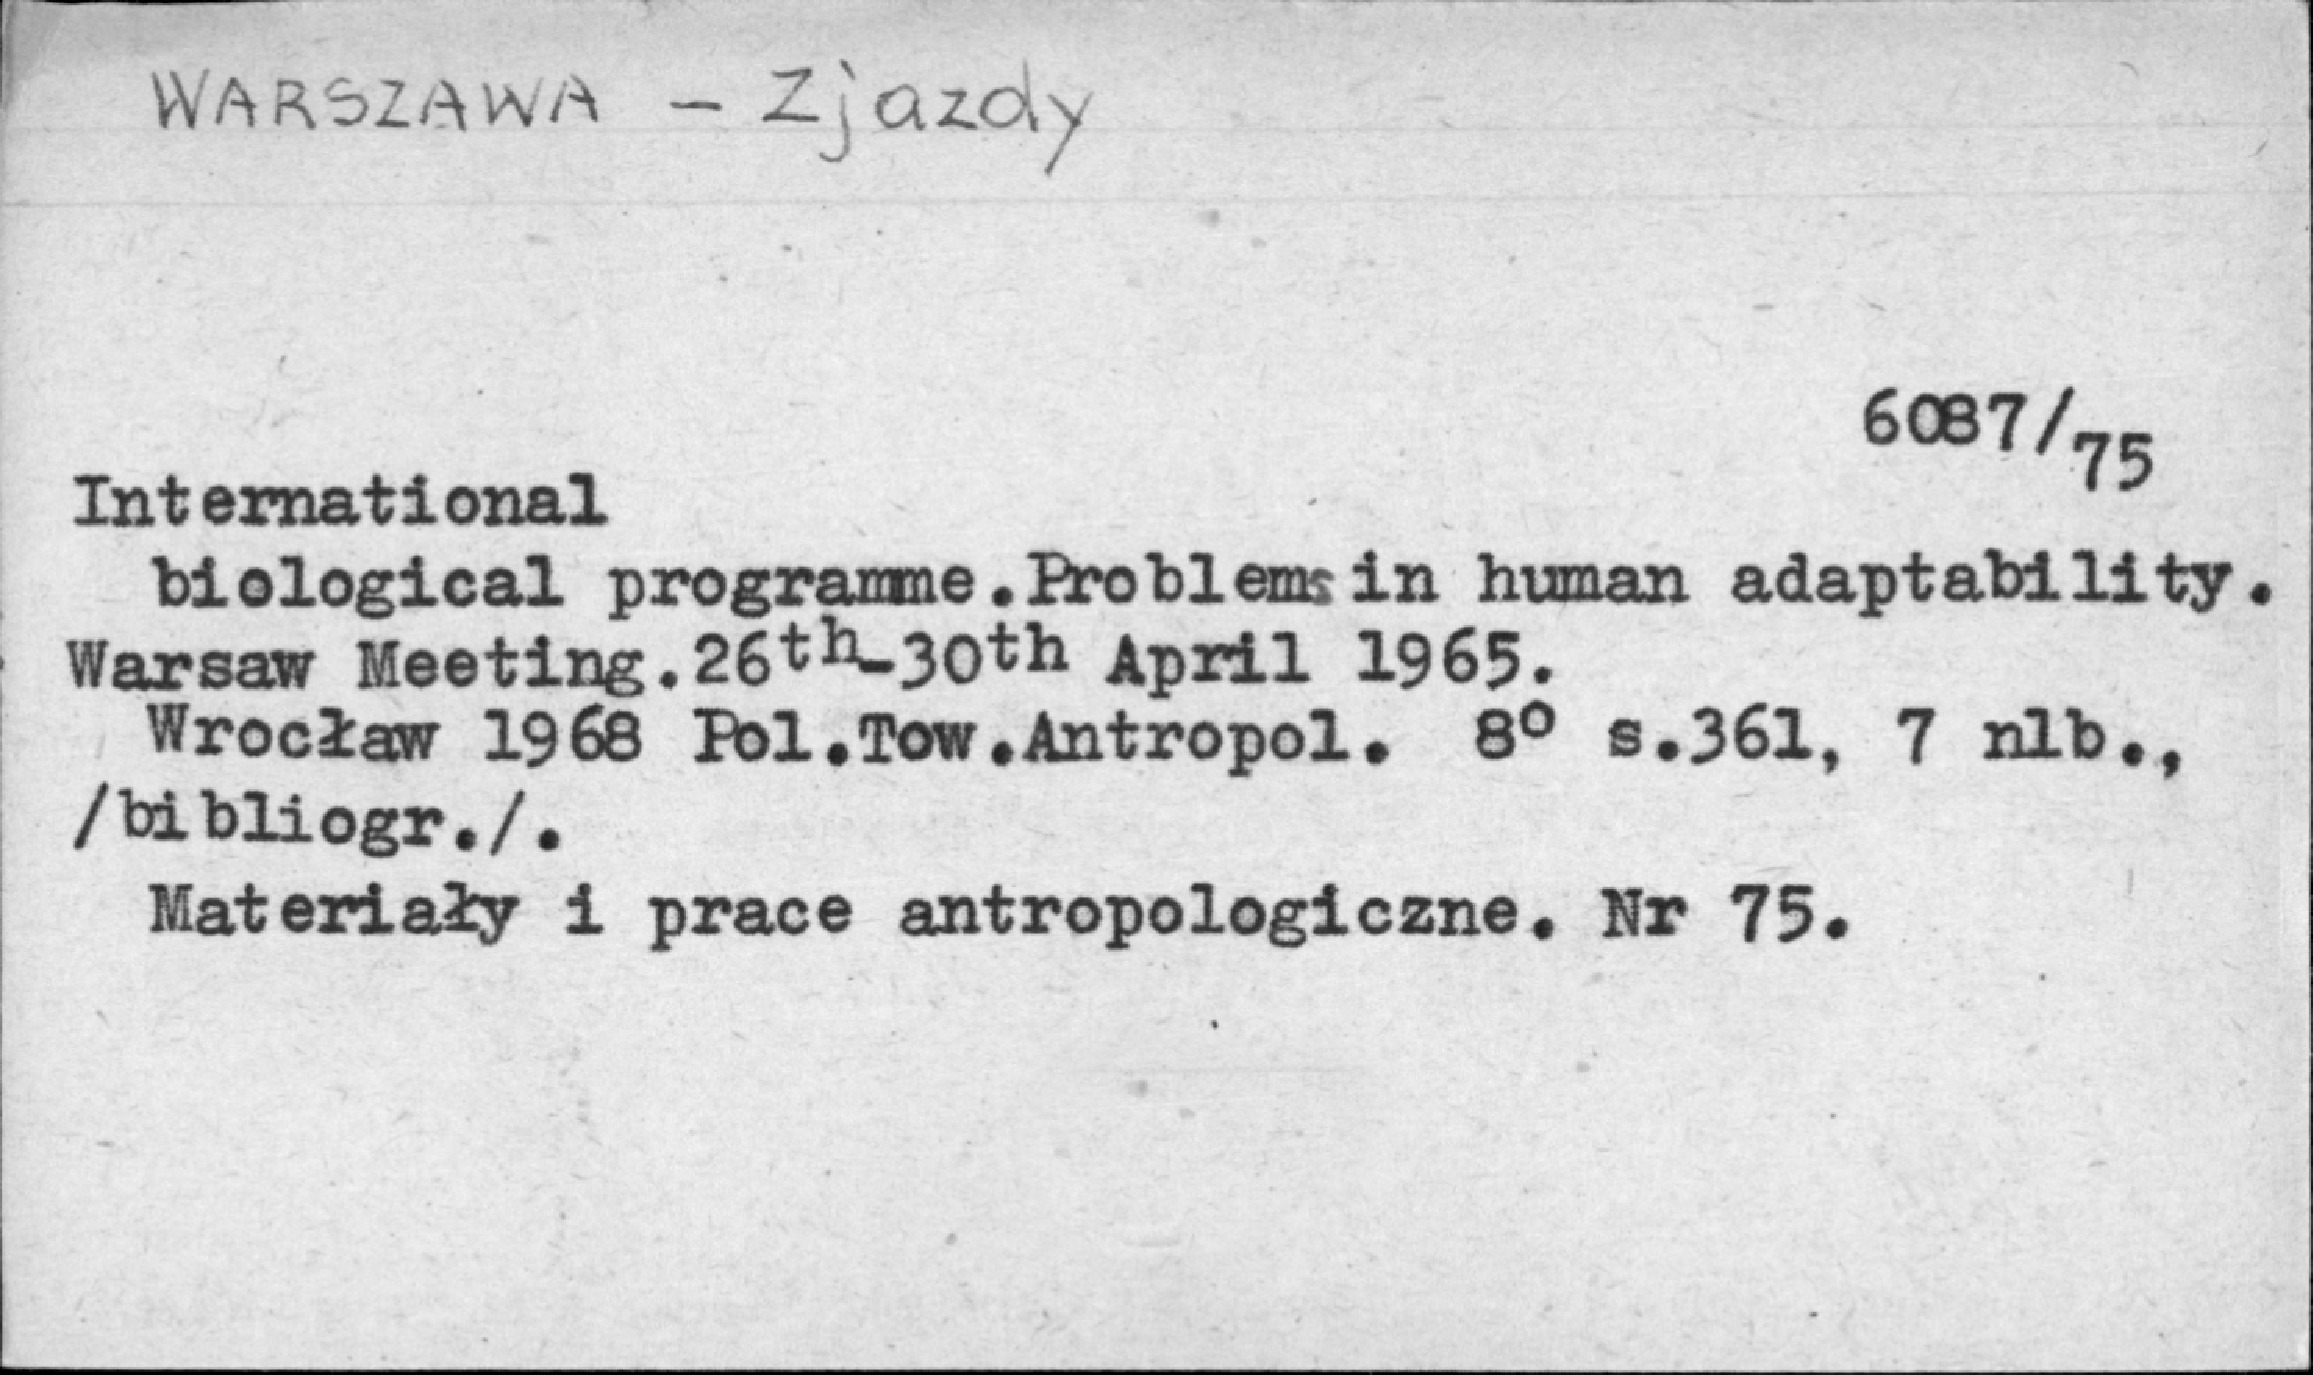 WARSZAWA - Zjazdy
6087/75
International
biological programme.Problems in human adaptability.
Warsaw Meeting.26th-30th April 1965.
Wrocław 1968 Pol.Tow.Antropol. 8° s.361, 7 nlb.,
/bibliogr./.
Materiały i prace antropologiczne. Nr 75.